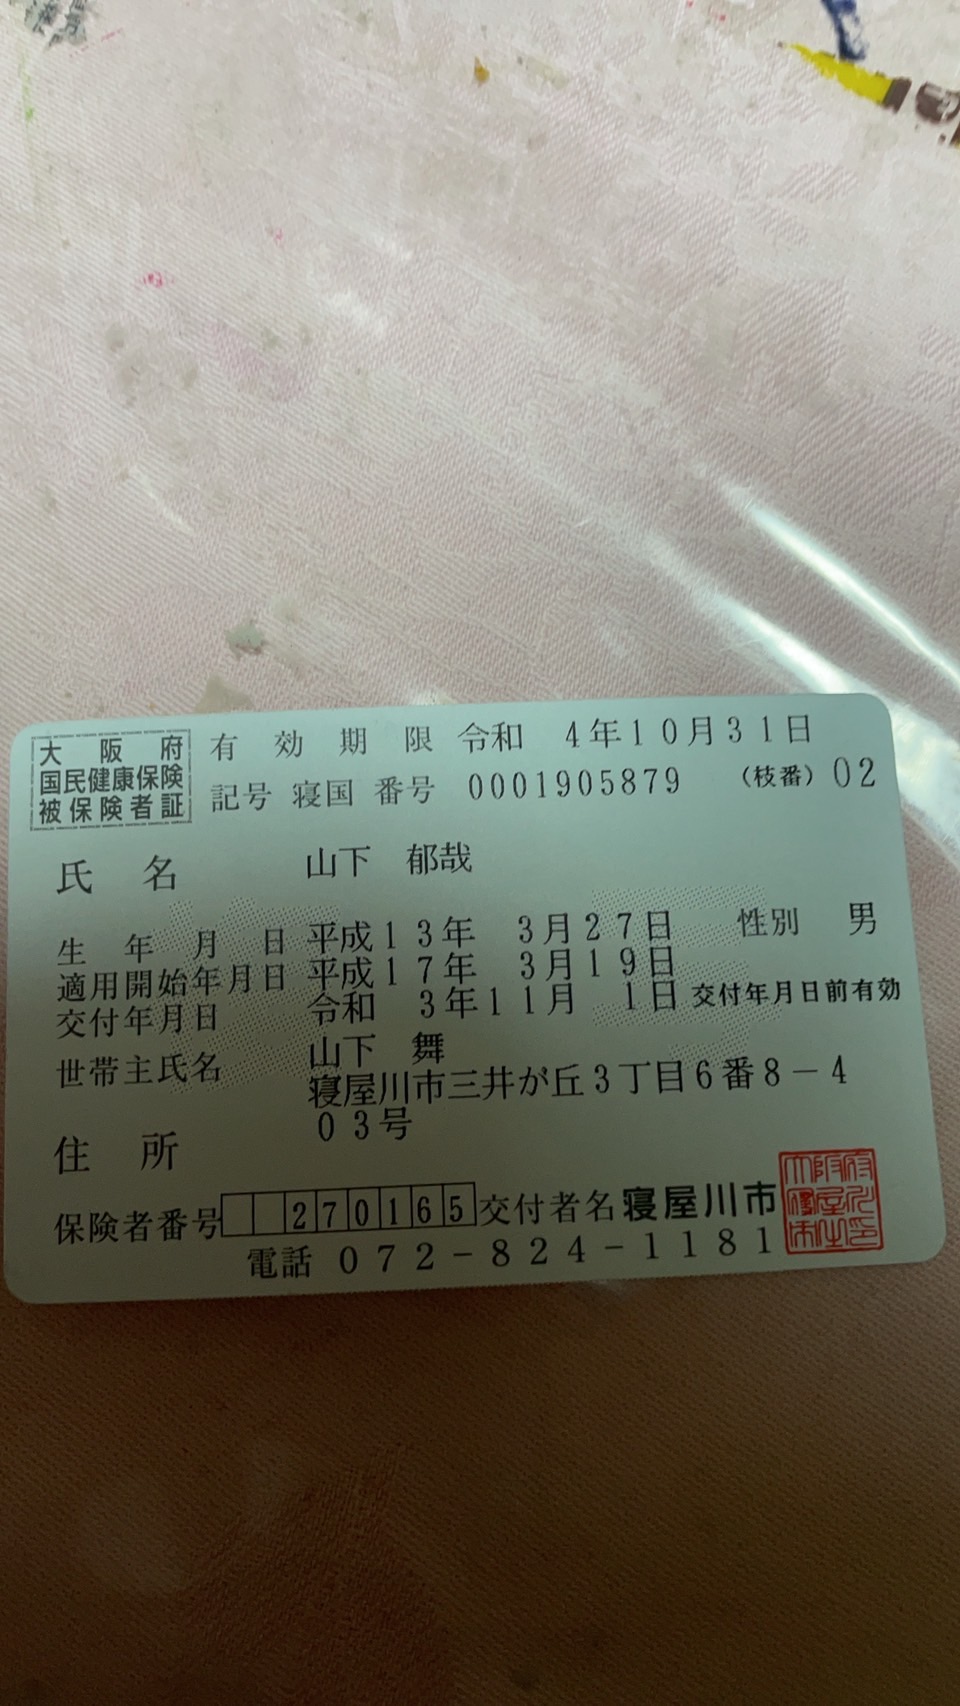 大阪府
国民健康保険
被保険者証
有効期限 令和 4年10月31日
記号 寝国 番号 0001905879 (枝番) 02
氏名 山下 郁哉
生年月日 平成13年 3月27日 性別 男
適用開始年月日 平成17年 3月19日
交付年月日 令和 3年11月 1日 交付年月日前有効
世帯主氏名 山下 舞
住所 寝屋川市三井が丘3丁目6番8-4
03号
保険者番号 270165 交付者名 寝屋川市
電話 072-824-1181